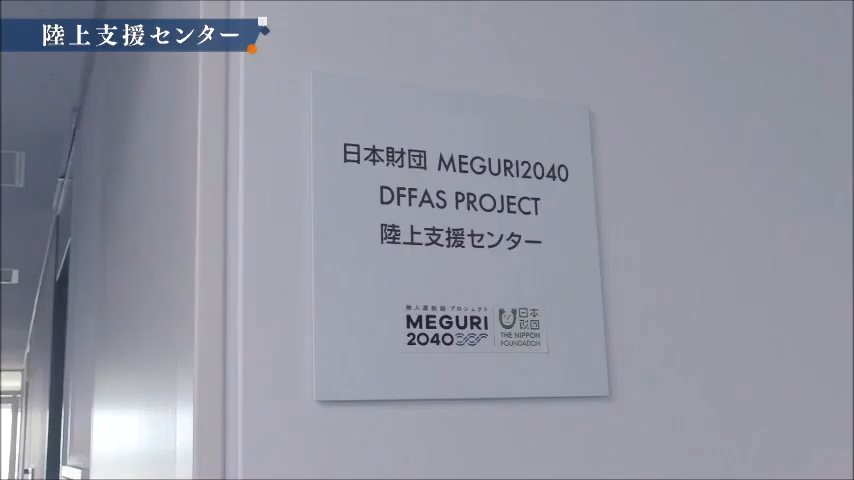 陸上支援センター
日本財団 MEGURI2040
DFFAS PROJECT
陸上支援センター
無人運航船プロジェクト
MEGURI
2040
日本
財団
THE NIPPON
FOUNDATION